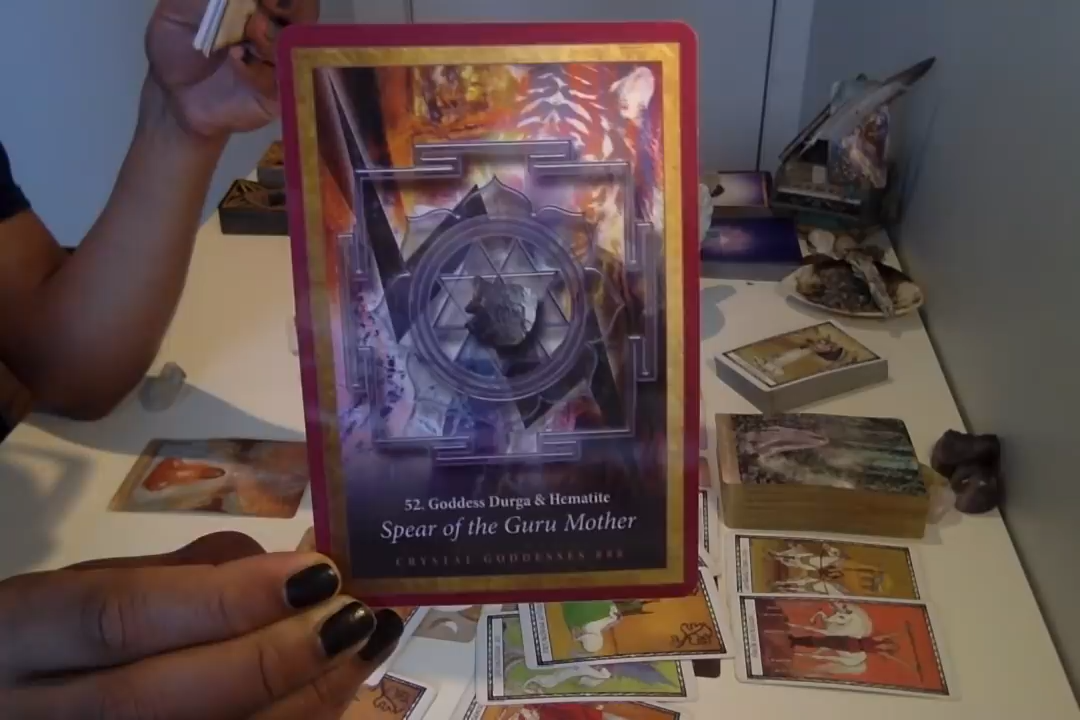 52. Goddess Durga & Hematite
Spear of the Guru Mother
CRYSTAL GODDESSES 888